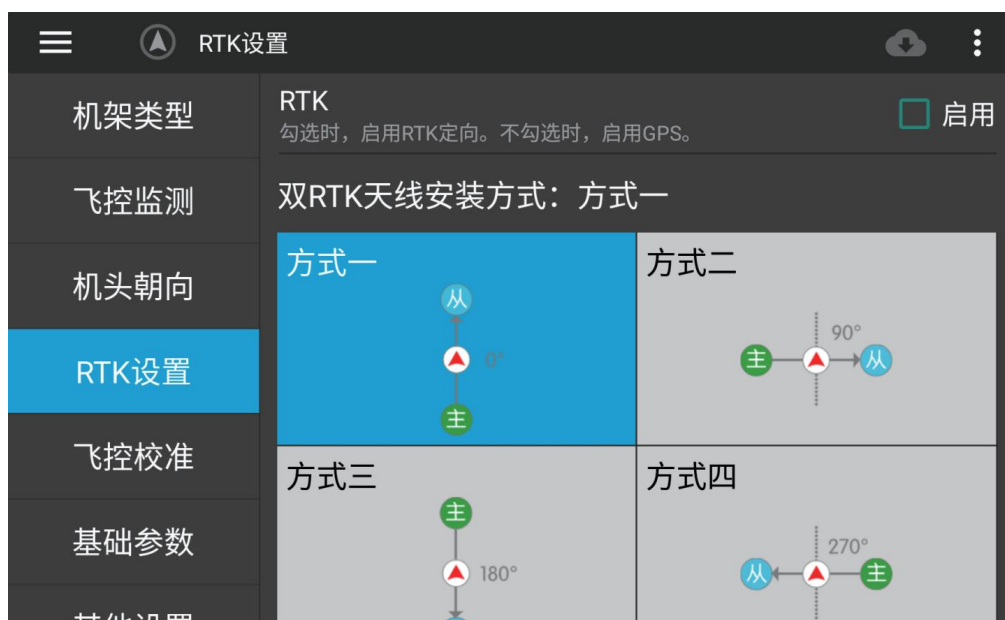 RTK设置
机架类型
飞控监测
机头朝向
RTK设置
飞控校准
基础参数
其他设置
RTK
勾选时，启用RTK定向。不勾选时，启用GPS。
启用
双RTK天线安装方式：方式一
方式一
从
0°
主
方式二
90°
主
从
方式三
主
180°
方式四
270°
从
主